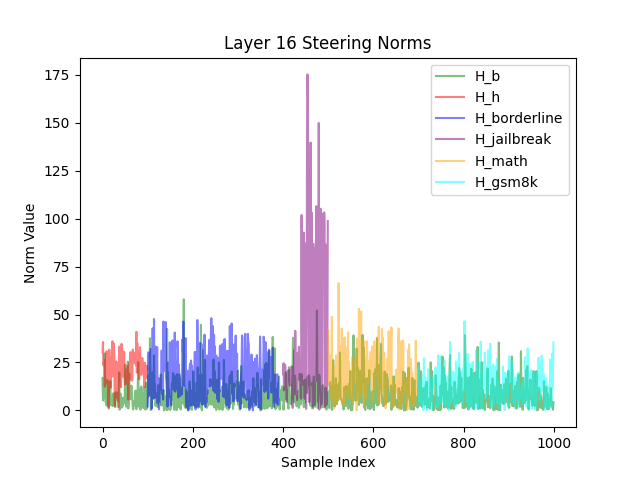 Layer 16 Steering Norms
Norm Value
175
150
125
100
75
50
25
0
H_b
H_h
H_borderline
H_jailbreak
H_math
H_gsm8k
0
200
400
600
800
1000
Sample Index